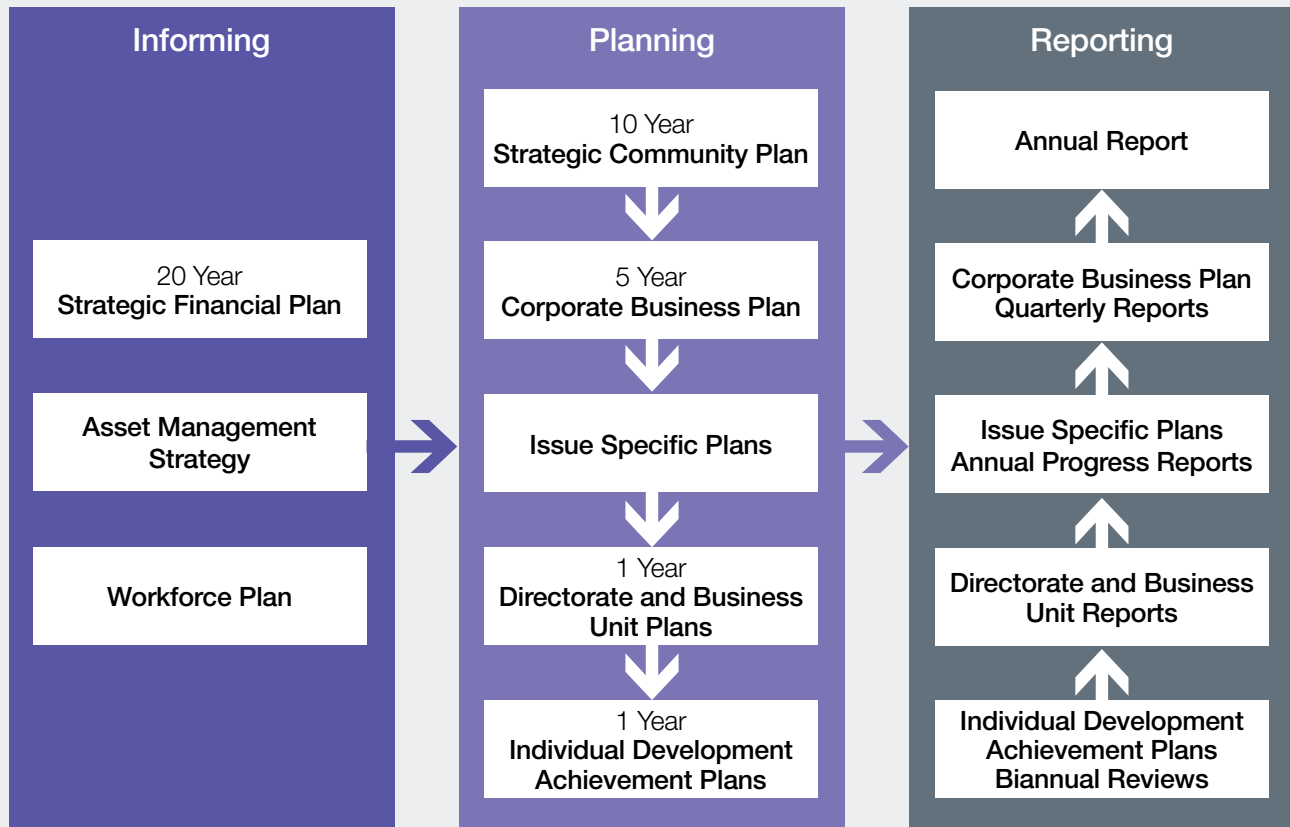 Informing
20 Year
Strategic Financial Plan
Asset Management
Strategy
Workforce Plan
Planning
10 Year
Strategic Community Plan
5 Year
Corporate Business Plan
Issue Specific Plans
1 Year
Directorate and Business
Unit Plans
1 Year
Individual Development
Achievement Plans
Reporting
Annual Report
Corporate Business Plan
Quarterly Reports
Issue Specific Plans
Annual Progress Reports
Directorate and Business
Unit Reports
Individual Development
Achievement Plans
Biannual Reviews